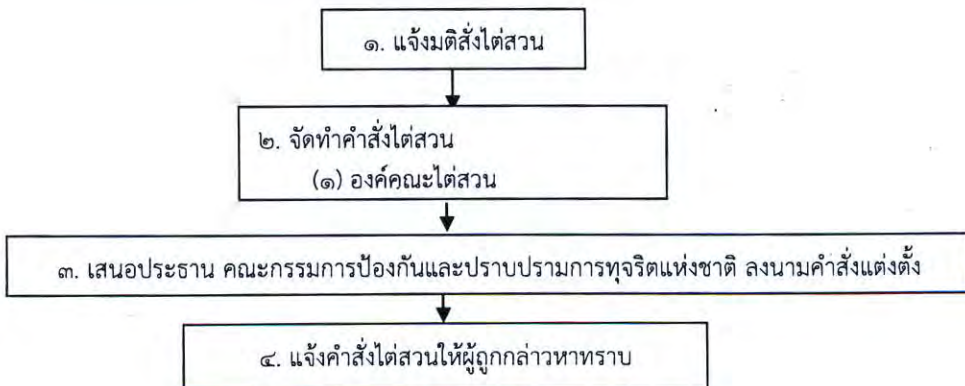 ๑. แจ้งมติสั่งไต่สวน
๒. จัดทำคำสั่งไต่สวน
(๑) องค์คณะไต่สวน
๓. เสนอประธาน คณะกรรมการป้องกันและปราบปรามการทุจริตแห่งชาติ ลงนามคำสั่งแต่งตั้ง
๔. แจ้งคำสั่งไต่สวนให้ผู้ถูกกล่าวหาทราบ